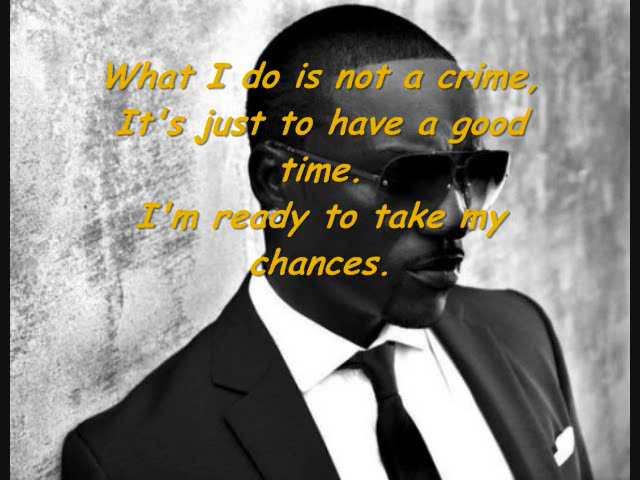 What I do is not a crime,
It's just to have a good
time.
I'm ready to take my
chances.